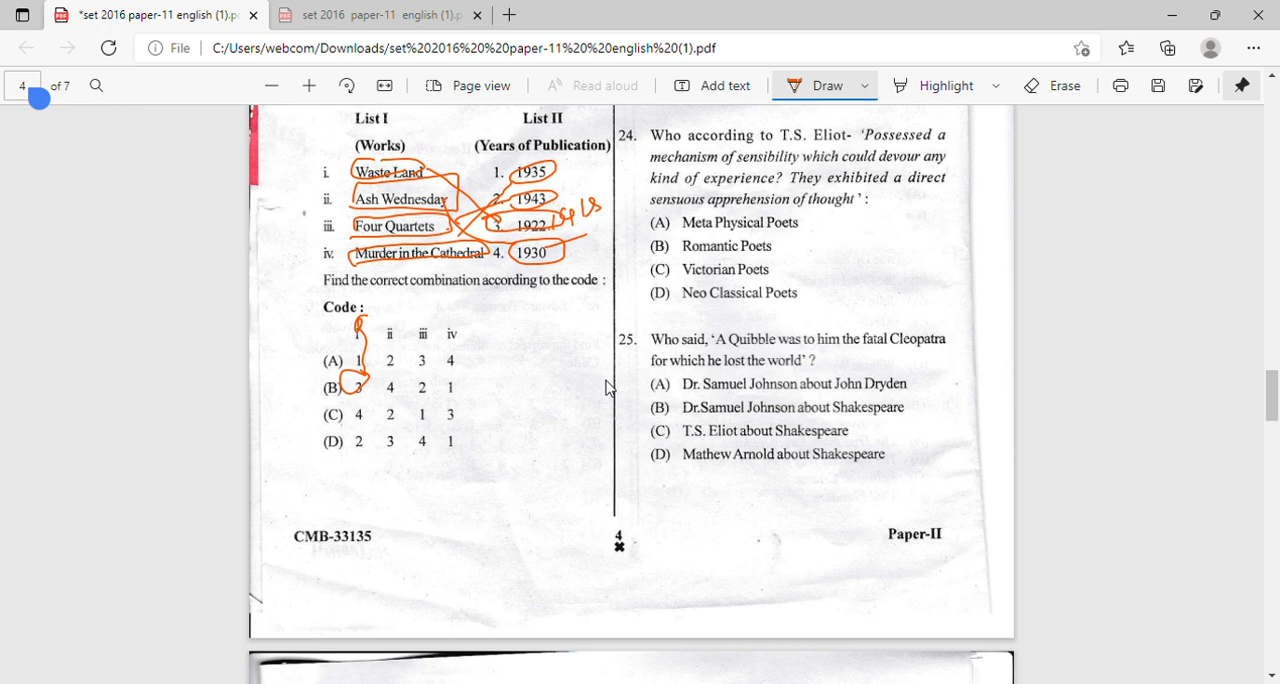 *set 2016 paper-11 english (1).p
set 2016 paper-11 english (1).p
File
C:/Users/webcom/Downloads/set%202016%20%20paper-11%20%20english%20(1).pdf
4 of 7
Page view
Read aloud
Add text
Draw
Highlight
Erase
List I List II
(Works) (Years of Publication)
i. Waste Land 1. 1935
ii. Ash Wednesday 2. 1943
iii. Four Quartets 3. 1922
iv. Murder in the Cathedral 4. 1930
Find the correct combination according to the code :
Code :
ii iii iv
(A) 1 2 3 4
(B) 3 4 2 1
(C) 4 2 1 3
(D) 2 3 4 1
24. Who according to T.S. Eliot- 'Possessed a
mechanism of sensibility which could devour any
kind of experience? They exhibited a direct
sensuous apprehension of thought' :
(A) Meta Physical Poets
(B) Romantic Poets
(C) Victorian Poets
(D) Neo Classical Poets
25. Who said, 'A Quibble was to him the fatal Cleopatra
for which he lost the world' ?
(A) Dr. Samuel Johnson about John Dryden
(B) Dr.Samuel Johnson about Shakespeare
(C) T.S. Eliot about Shakespeare
(D) Mathew Arnold about Shakespeare
CMB-33135 4 Paper-II